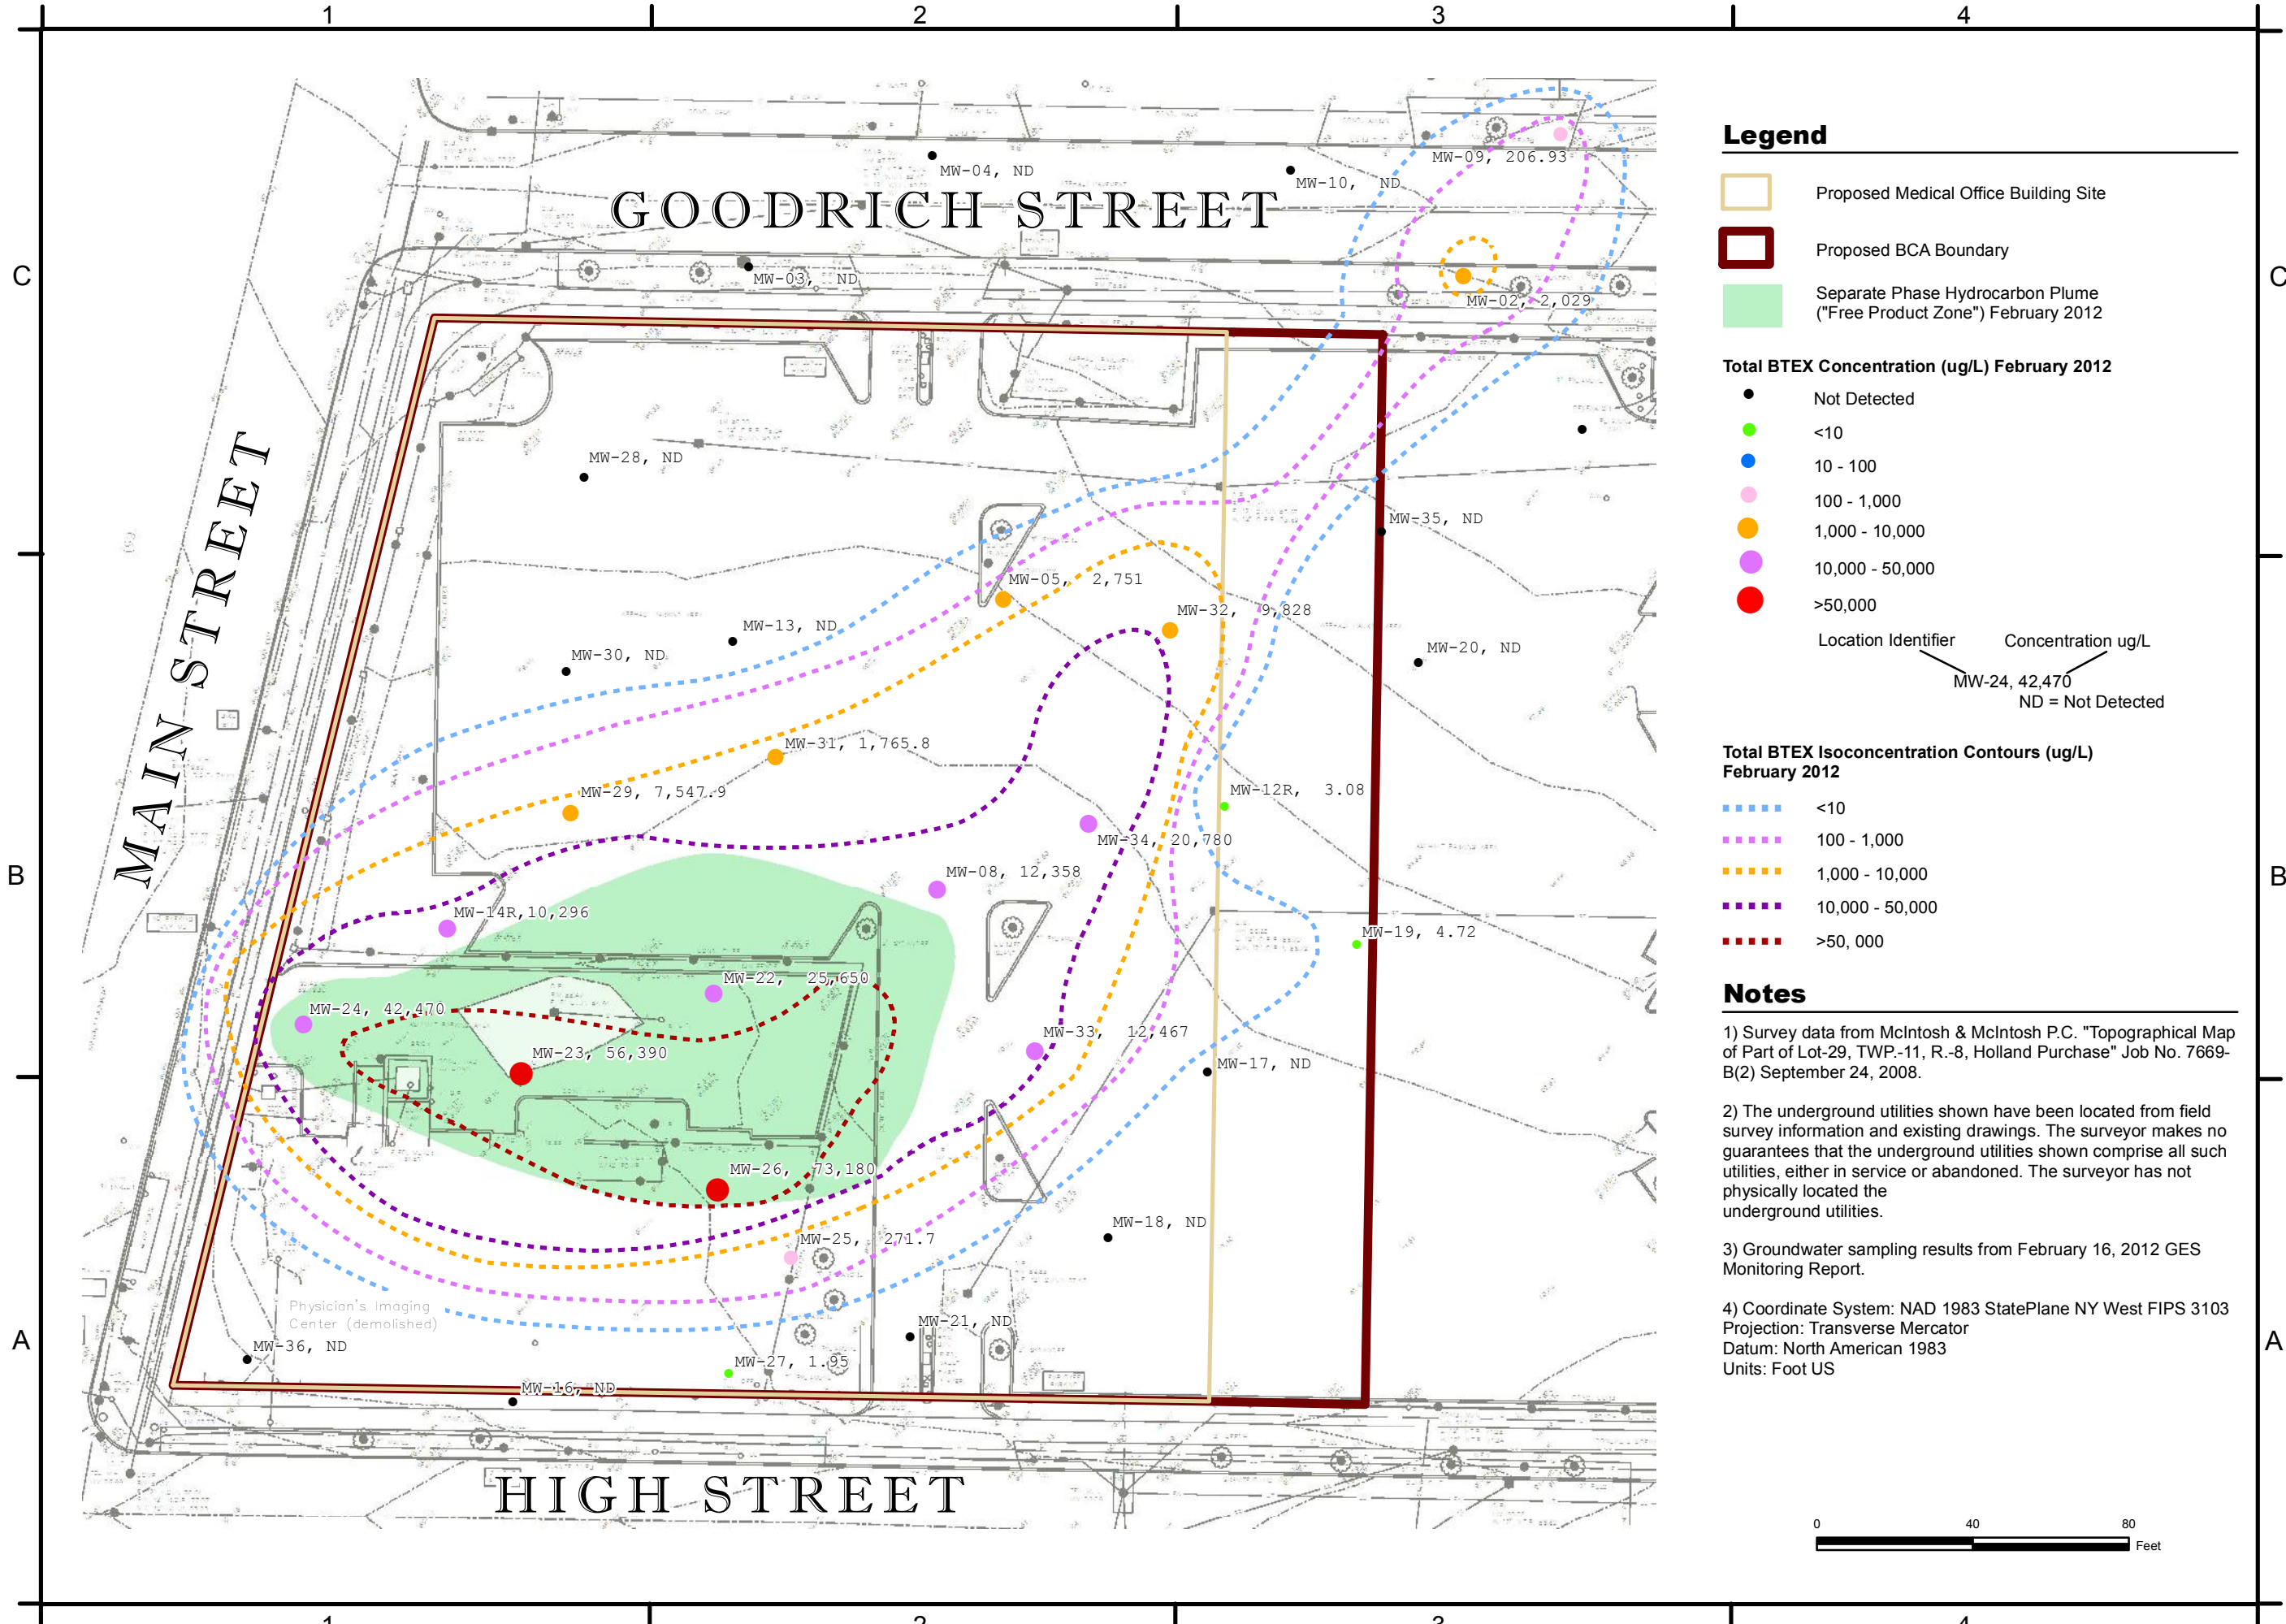 1 2 3 4
C
C
B
B
A
A
GOODRICH STREET
MAIN STREET
HIGH STREET
MW-04, ND
MW-10, ND
MW-09, 206.93
MW-03, ND
MW-02, 2,029
MW-28, ND
MW-35, ND
MW-05, 2,751
MW-32, 9,828
MW-13, ND
MW-30, ND
MW-20, ND
MW-31, 1,765.8
MW-29, 7,547.9
MW-12R, 3.08
MW-34, 20,780
MW-08, 12,358
MW-14R,10,296
MW-19, 4.72
MW-22, 25,650
MW-24, 42,470
MW-33, 12,467
MW-23, 56,390
MW-17, ND
MW-26, 73,180
MW-18, ND
MW-25, 271.7
Physician's Imaging
Center (demolished)
MW-21, ND
MW-36, ND
MW-27, 1.95
MW-16, ND
Legend
Proposed Medical Office Building Site
Proposed BCA Boundary
Separate Phase Hydrocarbon Plume
("Free Product Zone") February 2012
Total BTEX Concentration (ug/L) February 2012
Not Detected
<10
10 - 100
100 - 1,000
1,000 - 10,000
10,000 - 50,000
>50,000
Location Identifier Concentration ug/L
MW-24, 42,470
ND = Not Detected
Total BTEX Isoconcentration Contours (ug/L)
February 2012
<10
100 - 1,000
1,000 - 10,000
10,000 - 50,000
>50, 000
Notes
1) Survey data from McIntosh & McIntosh P.C. "Topographical Map
of Part of Lot-29, TWP.-11, R.-8, Holland Purchase" Job No. 7669-
B(2) September 24, 2008.
2) The underground utilities shown have been located from field
survey information and existing drawings. The surveyor makes no
guarantees that the underground utilities shown comprise all such
utilities, either in service or abandoned. The surveyor has not
physically located the
underground utilities.
3) Groundwater sampling results from February 16, 2012 GES
Monitoring Report.
4) Coordinate System: NAD 1983 StatePlane NY West FIPS 3103
Projection: Transverse Mercator
Datum: North American 1983
Units: Foot US
0 40 80
Feet
1 2 3 4